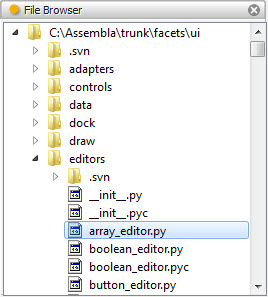 File Browser
C:\Assembla\trunk\facets\ui
.svn
adapters
controls
data
dock
draw
editors
.svn
__init__.py
__init__.pyc
array_editor.py
boolean_editor.py
boolean_editor.pyc
button_editor.py